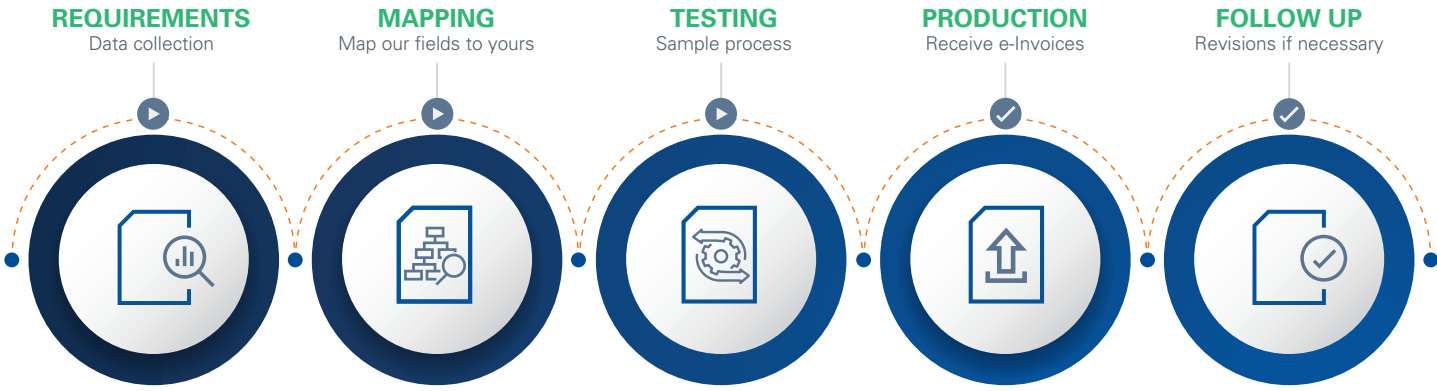 REQUIREMENTS
Data collection
MAPPING
Map our fields to yours
TESTING
Sample process
PRODUCTION
Receive e-Invoices
FOLLOW UP
Revisions if necessary